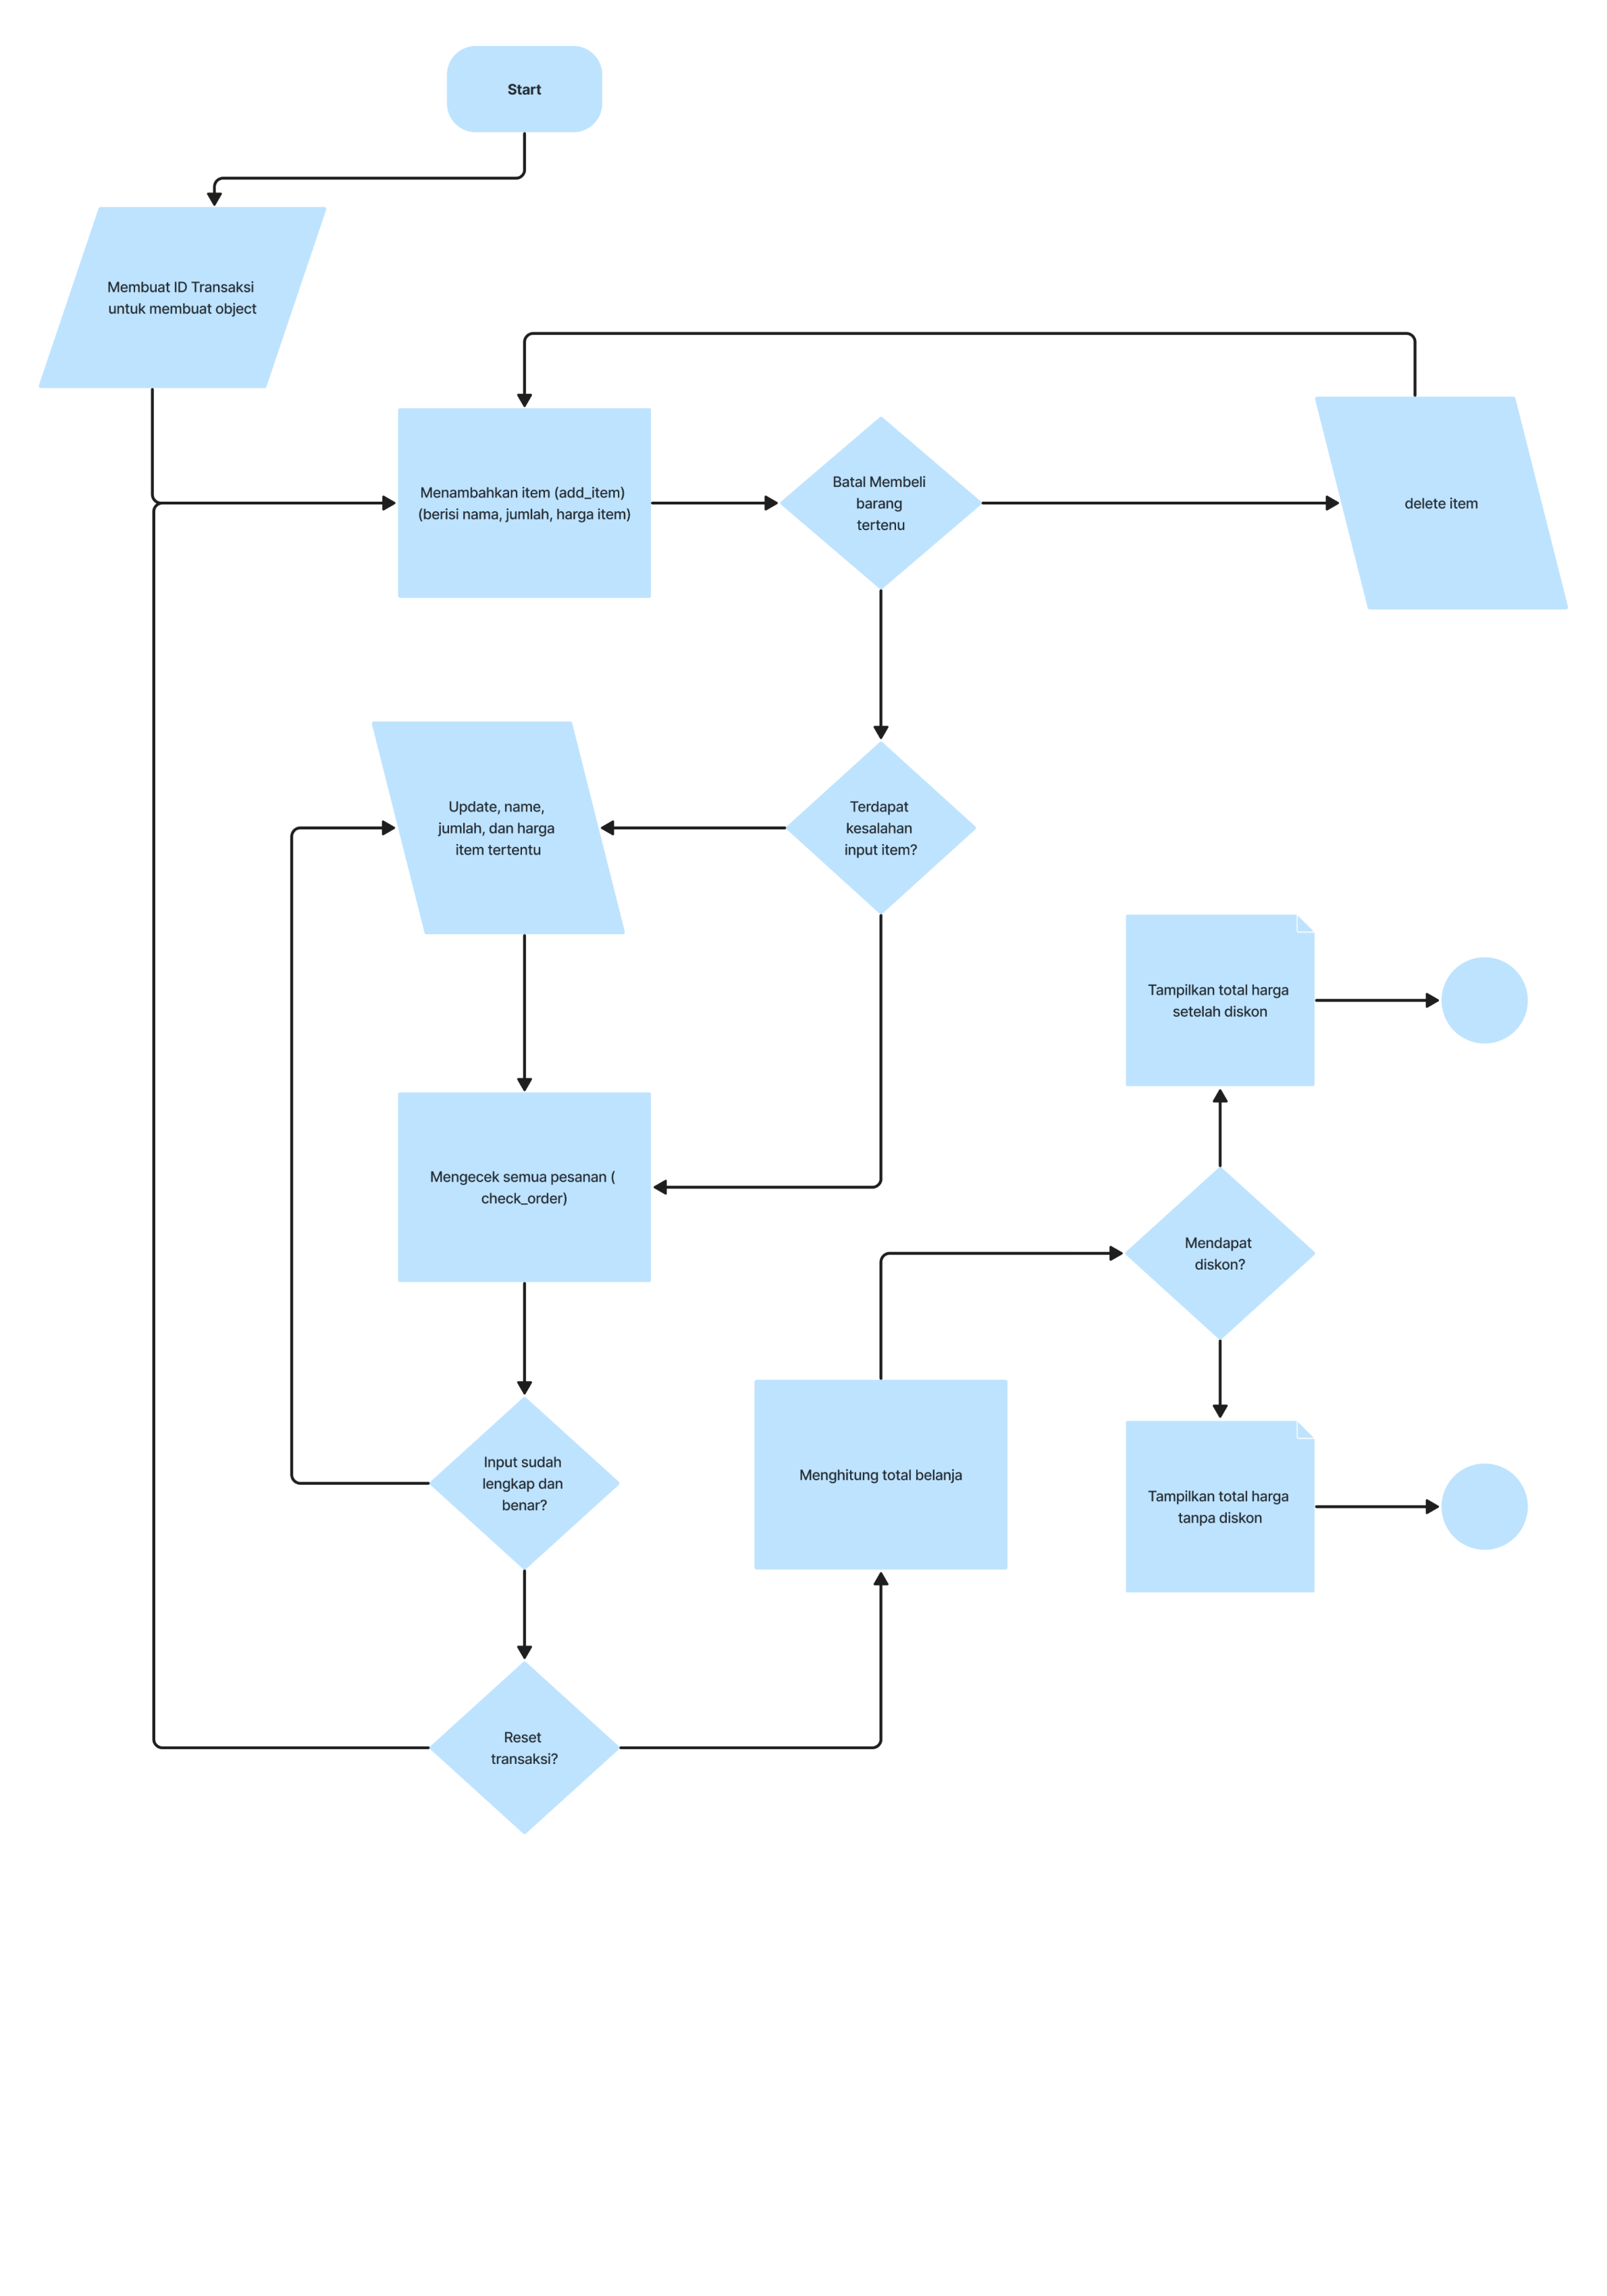 Start
Membuat ID Transaksi
untuk membuat object
Menambahkan item (add_item)
(berisi nama, jumlah, harga item)
Batal Membeli
barang
tertenu
delete item
Update, name,
jumlah, dan harga
item tertentu
Terdapat
kesalahan
input item?
Tampilkan total harga
setelah diskon
Mengecek semua pesanan (
check_order)
Mendapat
diskon?
Input sudah
lengkap dan
benar?
Menghitung total belanja
Tampilkan total harga
tanpa diskon
Reset
transaksi?